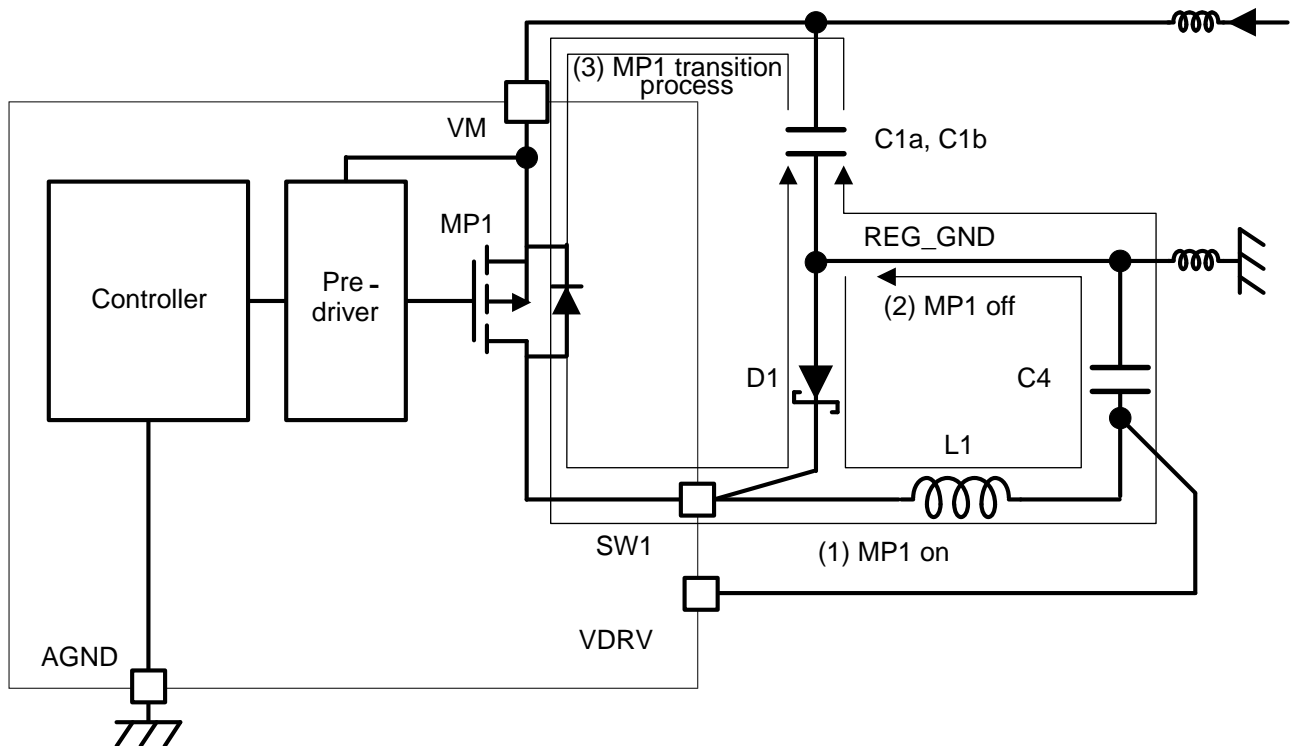 (3) MP1 transition
process
VM
C1a, C1b
MP1
REG_GND
Controller
Pre-
driver
(2) MP1 off
D1
C4
L1
SW1
(1) MP1 on
VDRV
AGND